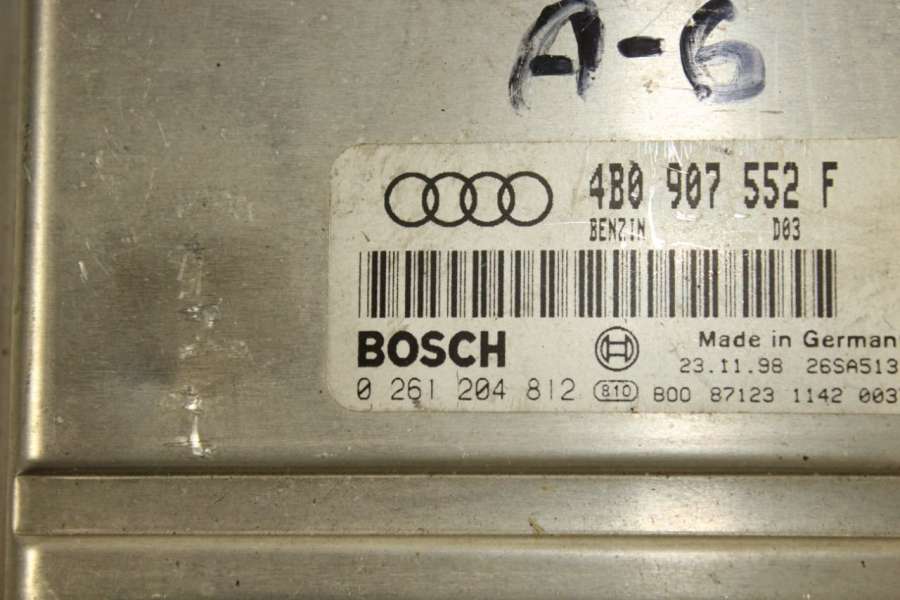 A-6
4B0 907 552 F
BENZIN D03
BOSCH
Made in German
23.11.98 26SA513
0 261 204 812 810 B00 87123 1142 003